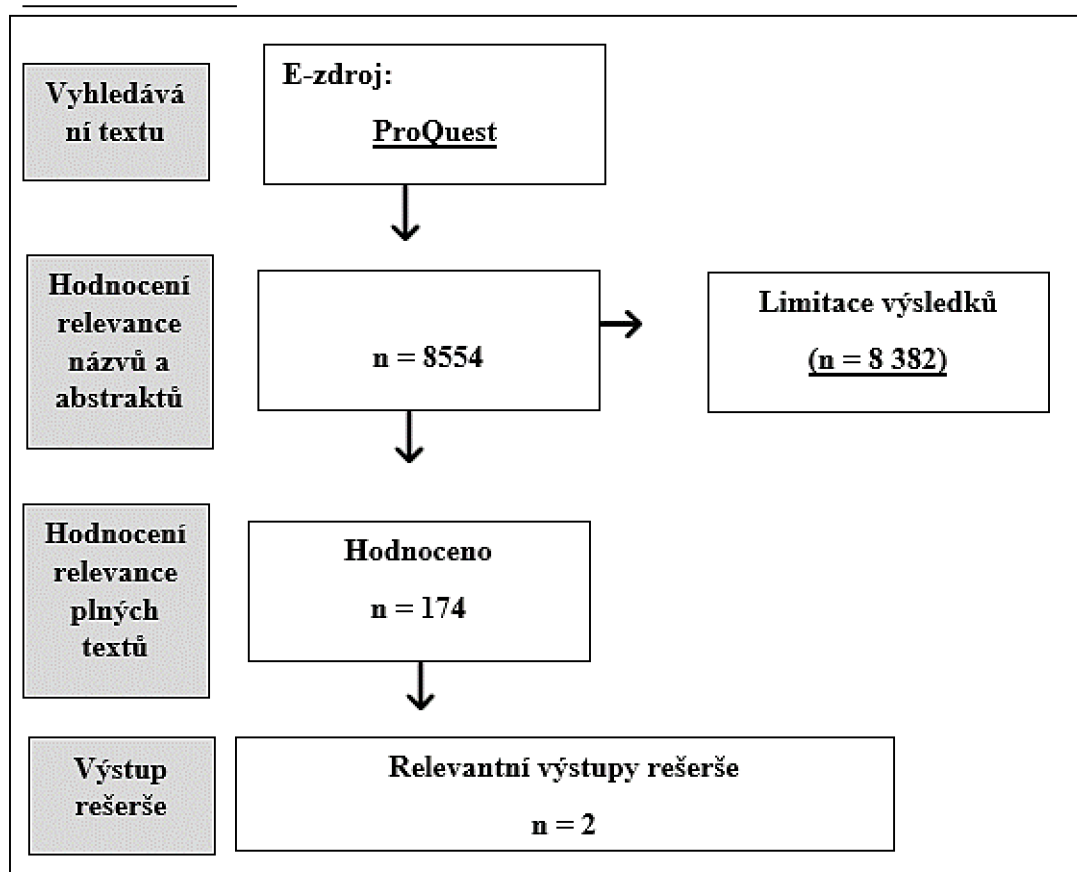 Vyhledává
ní textu
E-zdroj:
ProQuest
Hodnocení
relevance
názvů a
abstraktů
n = 8554
Limitace výsledků
(n = 8 382)
Hodnocení
relevance
plných
textů
Hodnoceno
n = 174
Výstup
rešerše
Relevantní výstupy rešerše
n = 2